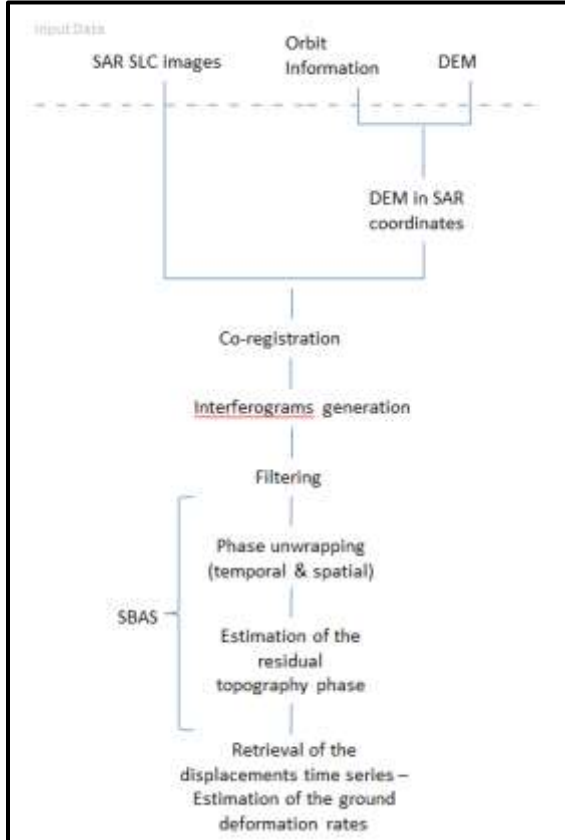 Input Data
SAR SLC images
Orbit
Information
DEM
DEM in SAR
coordinates
Co-registration
Interferograms generation
Filtering
Phase unwrapping
(temporal & spatial)
SBAS
Estimation of the
residual
topography phase
Retrieval of the
displacements time series –
Estimation of the ground
deformation rates